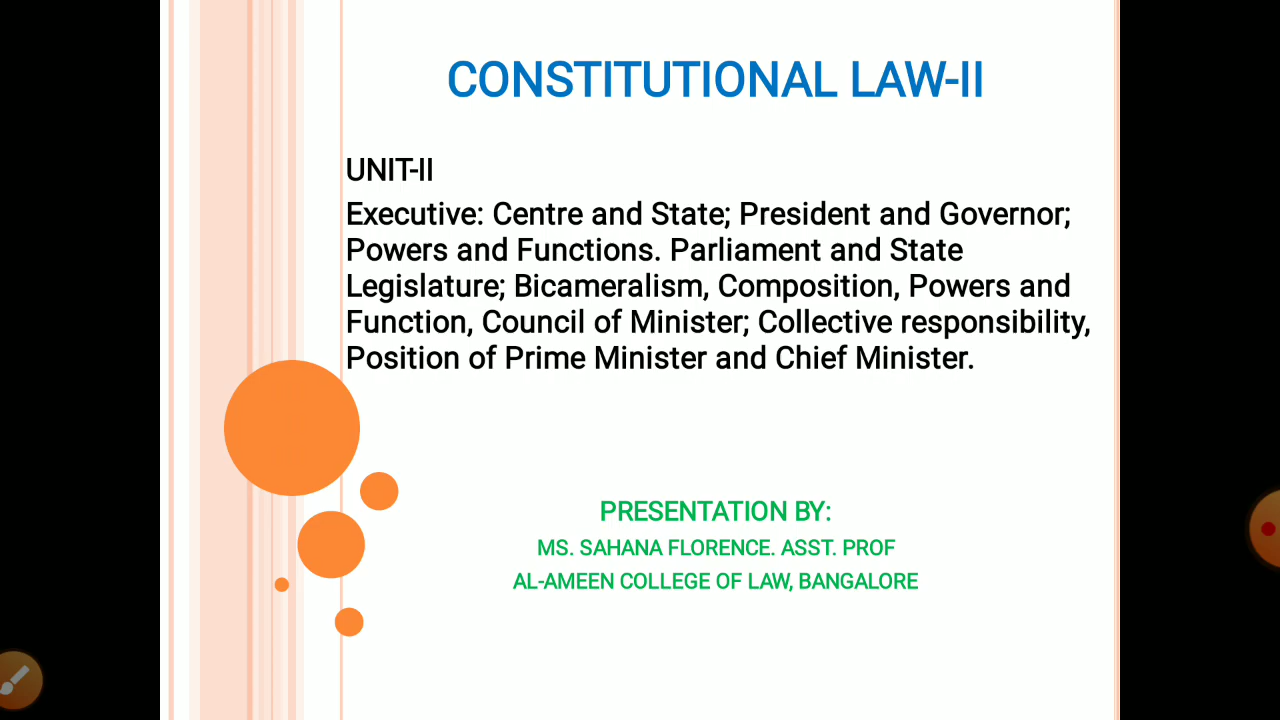 CONSTITUTIONAL LAW-II
UNIT-II
Executive: Centre and State; President and Governor;
Powers and Functions. Parliament and State
Legislature; Bicameralism, Composition, Powers and
Function, Council of Minister; Collective responsibility,
Position of Prime Minister and Chief Minister.
PRESENTATION BY:
MS. SAHANA FLORENCE. ASST. PROF
AL-AMEEN COLLEGE OF LAW, BANGALORE